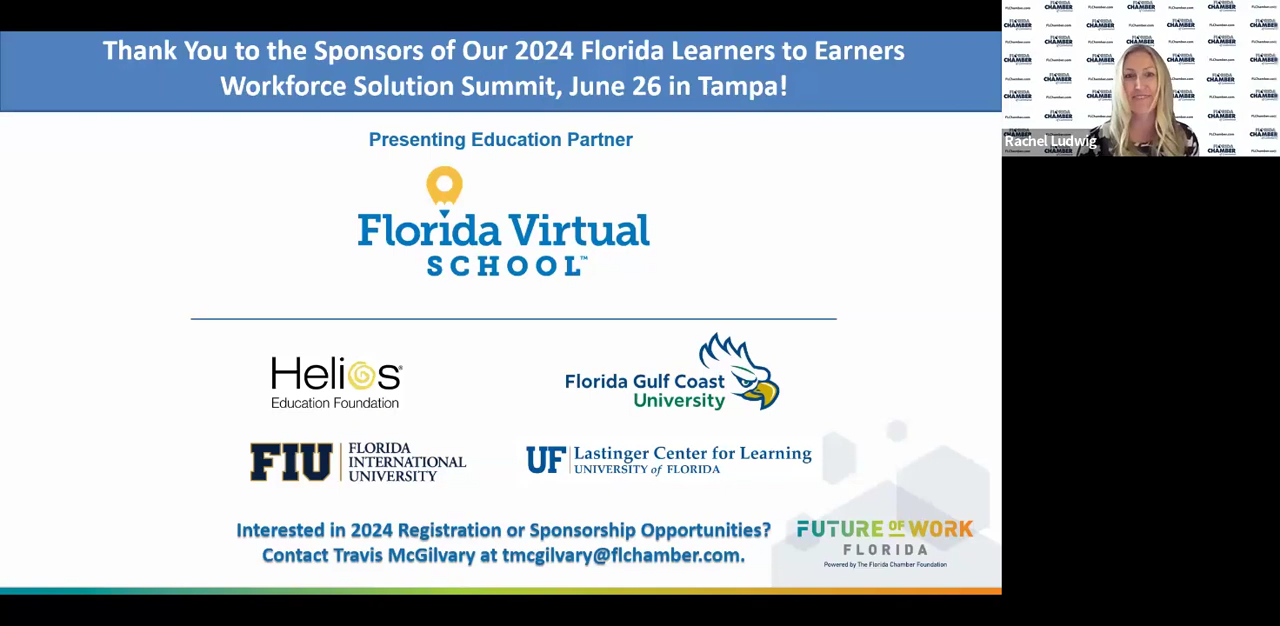 Thank You to the Sponsors of Our 2024 Florida Learners to Earners
Workforce Solution Summit, June 26 in Tampa!
Presenting Education Partner
Florida Virtual
SCHOOL™
Helios®
Education Foundation
Florida Gulf Coast
University
FIU
FLORIDA
INTERNATIONAL
UNIVERSITY
UF
Lastinger Center for Learning
UNIVERSITY of FLORIDA
Interested in 2024 Registration or Sponsorship Opportunities?
Contact Travis McGilvary at tmcgilvary@flchamber.com.
FUTURE OF WORK
FLORIDA
Powered by The Florida Chamber Foundation
Rachel Ludwig